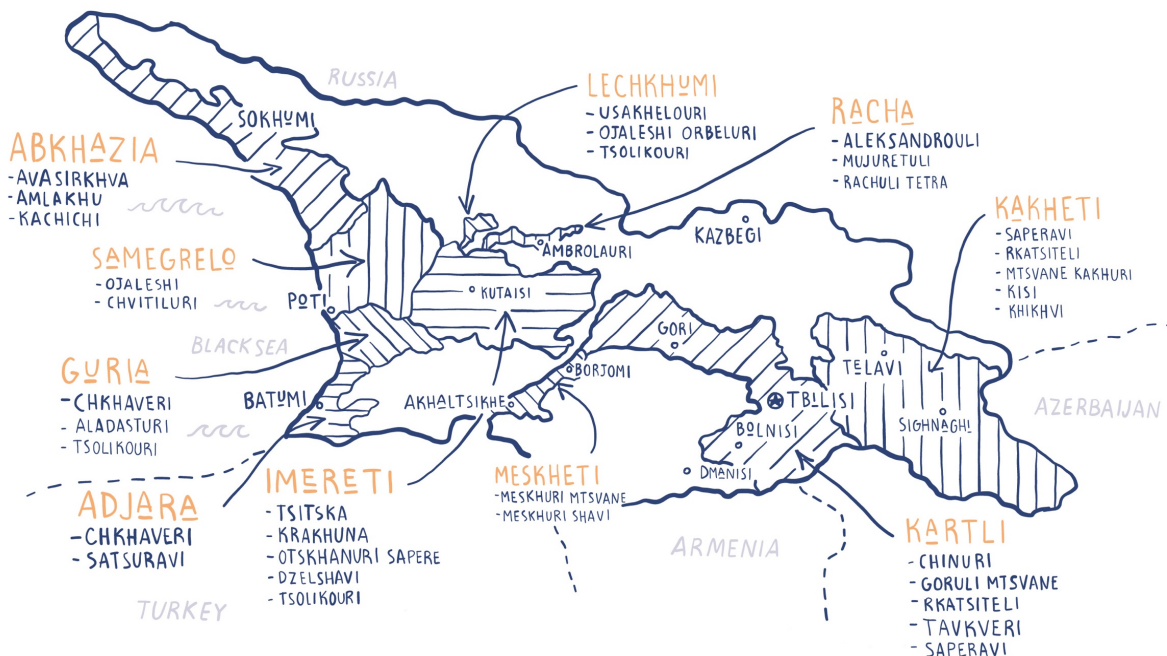 RUSSIA
LECHKHUMI
- USAKHELOURI
- OJALESHI ORBELURI
- TSOLIKOURI
RACHA
- ALEKSANDROULI
- MUJURETULI
- RACHULI TETRA
SOKHUMI
ABKHAZIA
- AVASIRKHVA
- AMLAKHU
- KACHICHI
KAKHETI
- SAPERAVI
- RKATSITELI
- MTSVANE KAKHURI
- KISI
- KHIKHVI
KAZBEGI
AMBROLAURI
SAMEGRELO
- OJALESHI
- CHVITILURI
POTI
KUTAISI
BLACK SEA
GORI
TELAVI
GURIA
- CHKHAVERI
- ALADASTURI
- TSOLIKOURI
BORJOMI
BATUMI
AKHALTSIKHE
TBILISI
AZERBAIJAN
BOLNISI
SIGHNAGHI
DMANISI
ADJARA
- CHKHAVERI
- SATSURAVI
IMERETI
- TSITSKA
- KRAKHUNA
- OTSKHANURI SAPERE
- DZELSHAVI
- TSOLIKOURI
MESKHETI
- MESKHURI MTSVANE
- MESKHURI SHAVI
ARMENIA
KARTLI
- CHINURI
- GORULI MTSVANE
- RKATSITELI
- TAVKVERI
- SAPERAVI
TURKEY